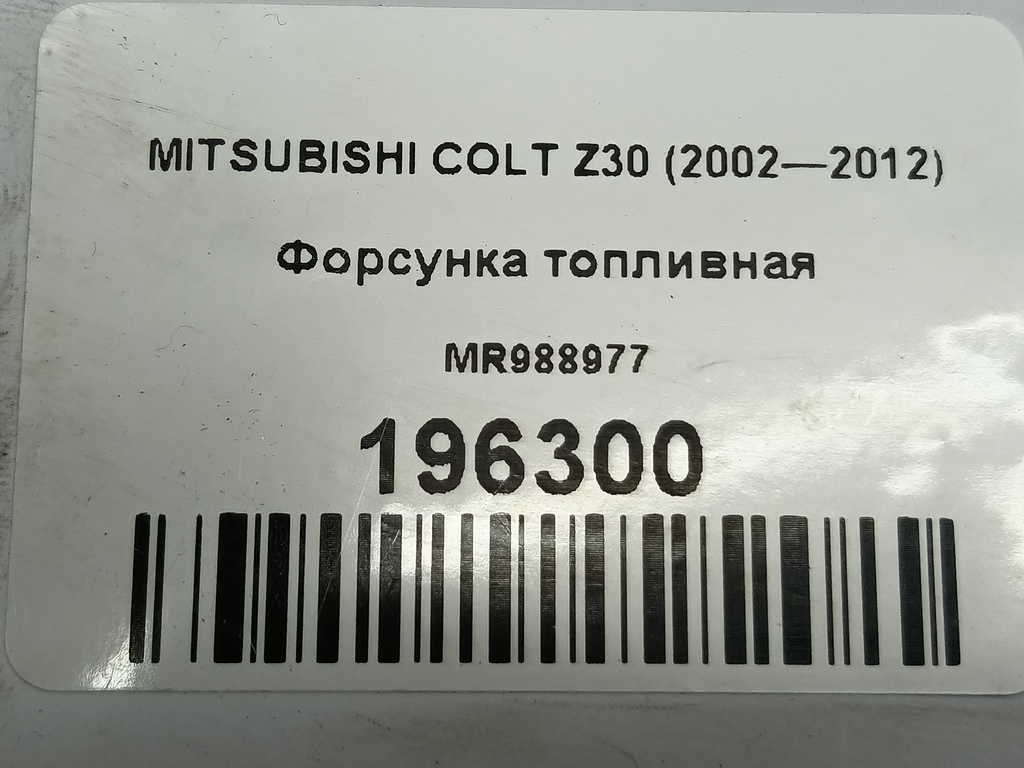 MITSUBISHI COLT Z30 (2002—2012)
Форсунка топливная
MR988977
196300